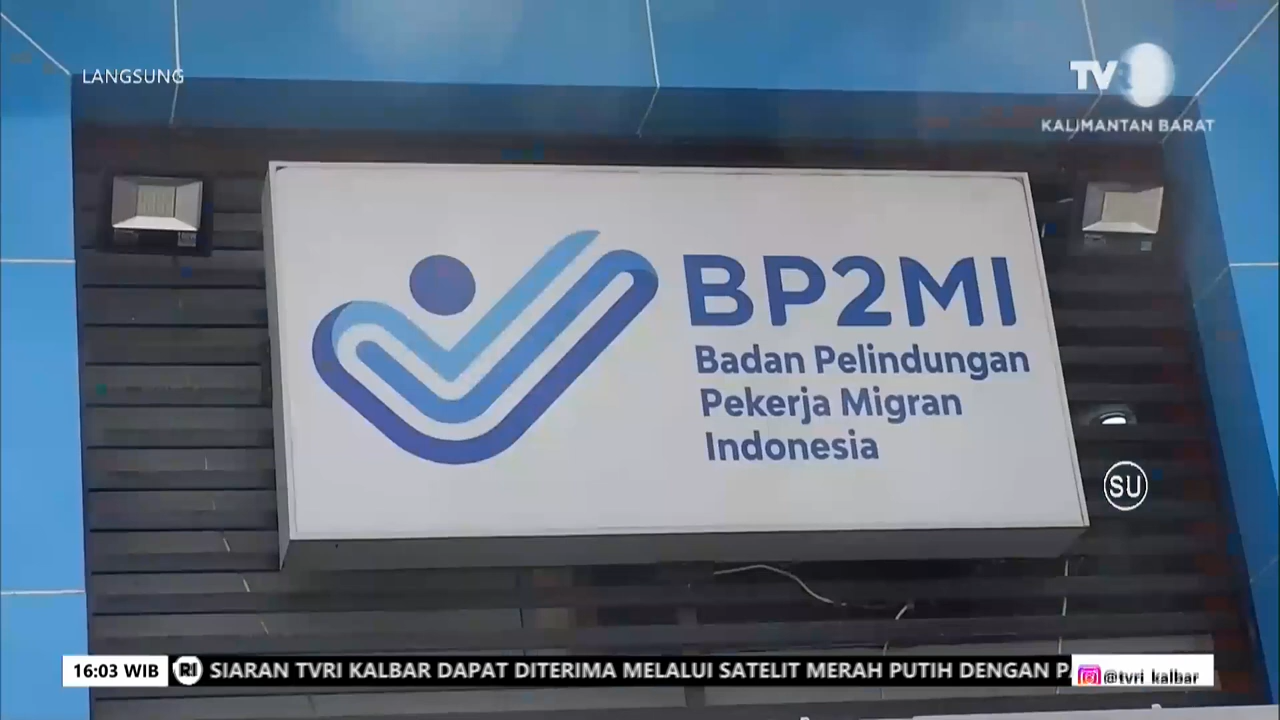 LANGSUNG
TV
KALIMANTAN BARAT
BP2MI
Badan Pelindungan
Pekerja Migran
Indonesia
SU
16:03 WIB
RI SIARAN TVRI KALBAR DAPAT DITERIMA MELALUI SATELIT MERAH PUTIH DENGAN
@tvri_kalbar